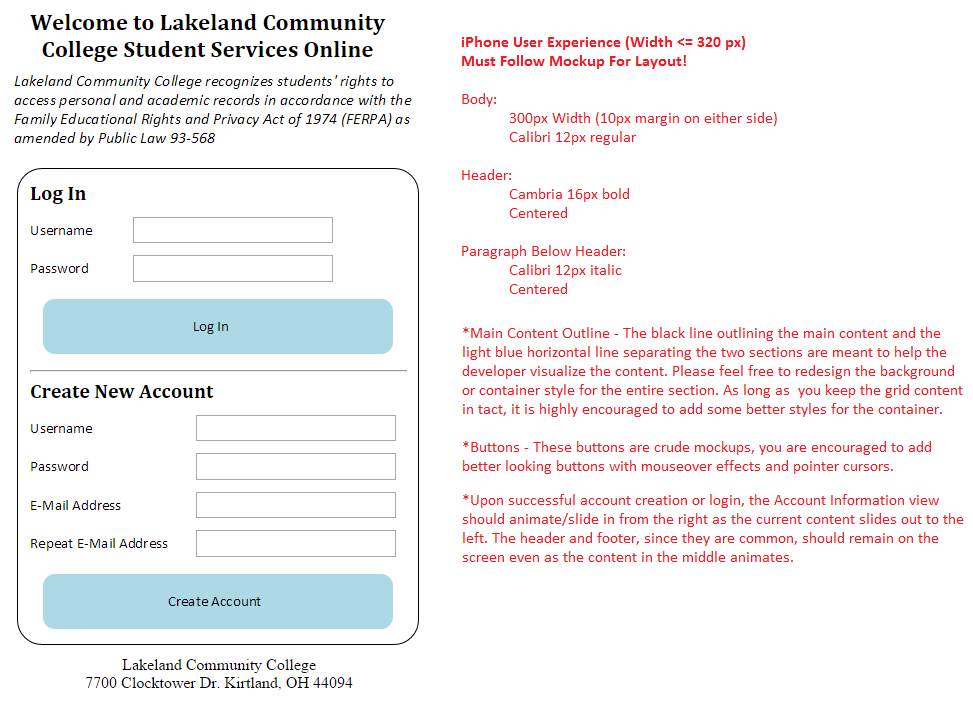 Welcome to Lakeland Community
College Student Services Online
Lakeland Community College recognizes students' rights to
access personal and academic records in accordance with the
Family Educational Rights and Privacy Act of 1974 (FERPA) as
amended by Public Law 93-568
Log In
Username
Password
Log In
Create New Account
Username
Password
E-Mail Address
Repeat E-Mail Address
Create Account
Lakeland Community College
7700 Clocktower Dr. Kirtland, OH 44094
iPhone User Experience (Width <= 320 px)
Must Follow Mockup For Layout!
Body:
300px Width (10px margin on either side)
Calibri 12px regular
Header:
Cambria 16px bold
Centered
Paragraph Below Header:
Calibri 12px italic
Centered
*Main Content Outline - The black line outlining the main content and the
light blue horizontal line separating the two sections are meant to help the
developer visualize the content. Please feel free to redesign the background
or container style for the entire section. As long as  you keep the grid content
in tact, it is highly encouraged to add some better styles for the container.
*Buttons - These buttons are crude mockups, you are encouraged to add
better looking buttons with mouseover effects and pointer cursors.
*Upon successful account creation or login, the Account Information view
should animate/slide in from the right as the current content slides out to the
left. The header and footer, since they are common, should remain on the
screen even as the content in the middle animates.